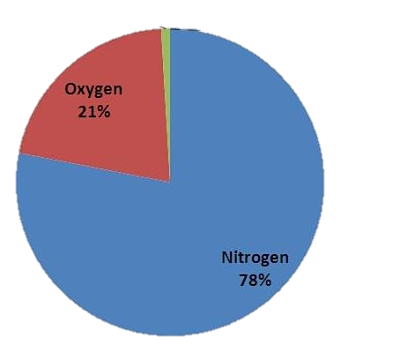 Oxygen
21%
Nitrogen
78%